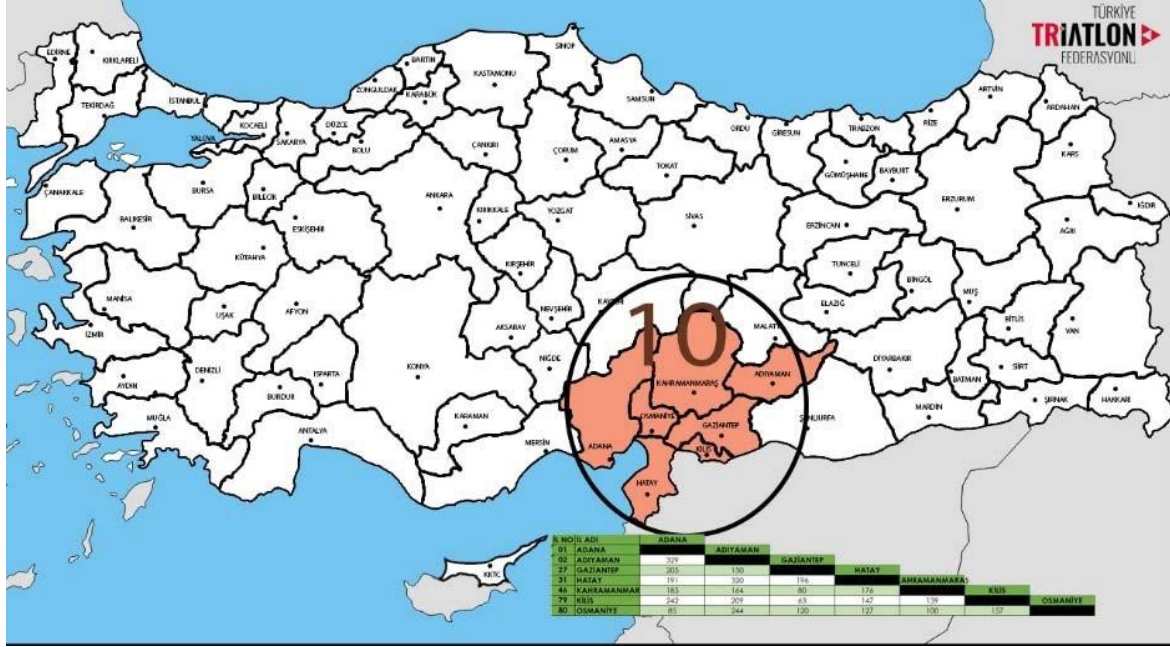 TÜRKİYE
TRİATLON
FEDERASYONU
EDİRNE
KIRKLARELİ
TEKİRDAĞ
İSTANBUL
YALOVA
KOCAELİ
SAKARYA
DÜZCE
ZONGULDAK
BARTIN
KARABÜK
KASTAMONU
SİNOP
SAMSUN
ORDU
GİRESUN
TRABZON
RİZE
ARTVİN
ARDAHAN
BOLU
ÇANKIRI
ÇORUM
AMASYA
TOKAT
GÜMÜŞHANE
BAYBURT
KARS
ÇANAKKALE
BURSA
BİLECİK
ANKARA
KIRIKKALE
YOZGAT
SİVAS
ERZİNCAN
ERZURUM
IĞDIR
AĞRI
BALIKESİR
ESKİŞEHİR
KÜTAHYA
KIRŞEHİR
TUNCELİ
BİNGÖL
MUŞ
MANİSA
UŞAK
AFYON
AKSARAY
NEVŞEHİR
ELAZIĞ
BİTLİS
VAN
İZMİR
10
MALATY
AYDIN
DENİZLİ
ISPARTA
BURDUR
KONYA
NİĞDE
KAHRAMANMARAŞ
ADIYAMAN
DİYARBAKIR
BATMAN
SİİRT
ŞIRNAK
HAKKARİ
MUĞLA
ANTALYA
KARAMAN
MERSİN
ADANA
OSMANİYE
GAZİANTEP
KİLİS
ŞANLIURFA
MARDİN
HATAY
KKTC
İL NO İL ADI ADANA
01 ADANA ADIYAMAN
02 ADIYAMAN 329 GAZİANTEP
27 GAZİANTEP 205 150 HATAY
31 HATAY 191 320 196 AHRAMANMARAŞ
46 KAHRAMANMAR 185 164 80 176 KİLİS
79 KİLİS 242 209 63 147 139 OSMANİYE
80 OSMANİYE 85 244 120 127 100 157